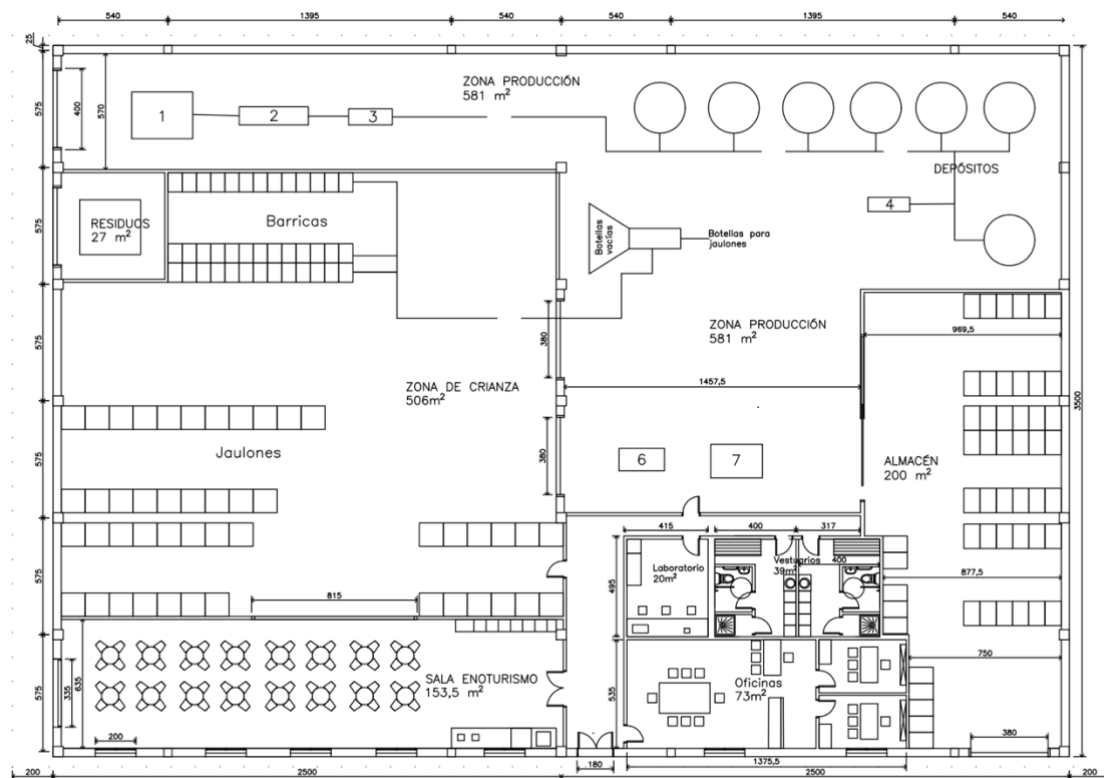 540
1395
540
540
1395
540
25
ZONA PRODUCCIÓN
581 m²
575
400
570
1
2
3
DEPÓSITOS
4
575
RESIDUOS
27 m²
Barricas
Botellas
vacías
Botellas para
jaulones
575
380
ZONA PRODUCCIÓN
581 m²
969,5
ZONA DE CRIANZA
506m²
1457,5
3500
575
380
Jaulones
6
7
ALMACÉN
200 m²
575
415
400
317
Laboratorio
20m²
Vestuarios
39m²
400
495
877,5
815
575
635
335
SALA ENOTURISMO
153,5 m²
535
Oficinas
73m²
750
200
180
380
1375,5
200
2500
2500
200